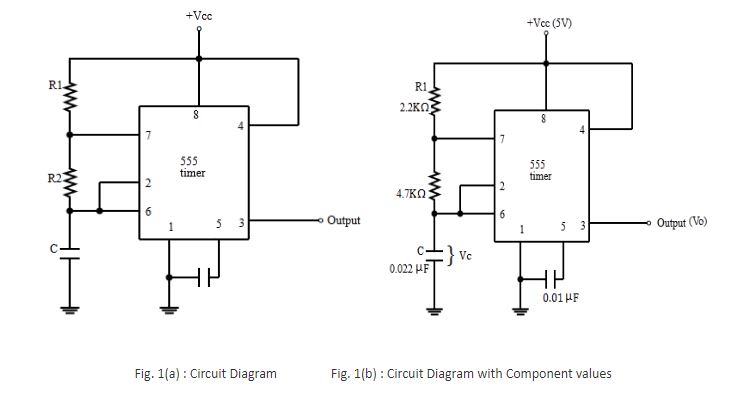 +Vcc
R1
8
4
7
555
timer
R2
2
6
1
5
3
Output
C
+Vcc (5V)
R1
2.2KΩ
8
4
7
555
timer
4.7KΩ
2
6
1
5
3
Output (Vo)
C
Vc
0.022 μF
0.01 μF
Fig. 1(a) : Circuit Diagram
Fig. 1(b) : Circuit Diagram with Component values